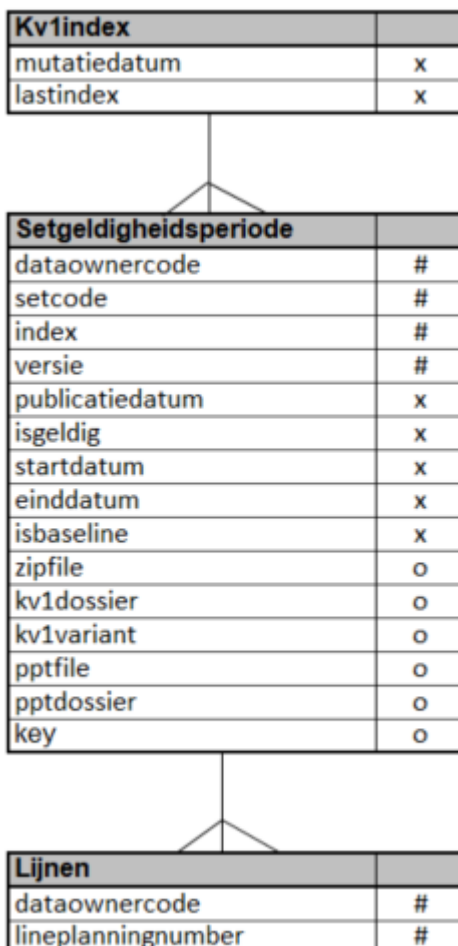 Kv1index
mutatiedatum x
lastindex x
Setgeldigheidsperiode
dataownercode #
setcode #
index #
versie #
publicatiedatum x
isgeldig x
startdatum x
einddatum x
isbaseline x
zipfile o
kv1dossier o
kv1variant o
pptfile o
pptdossier o
key o
Lijnen
dataownercode #
lineplanningnumber #